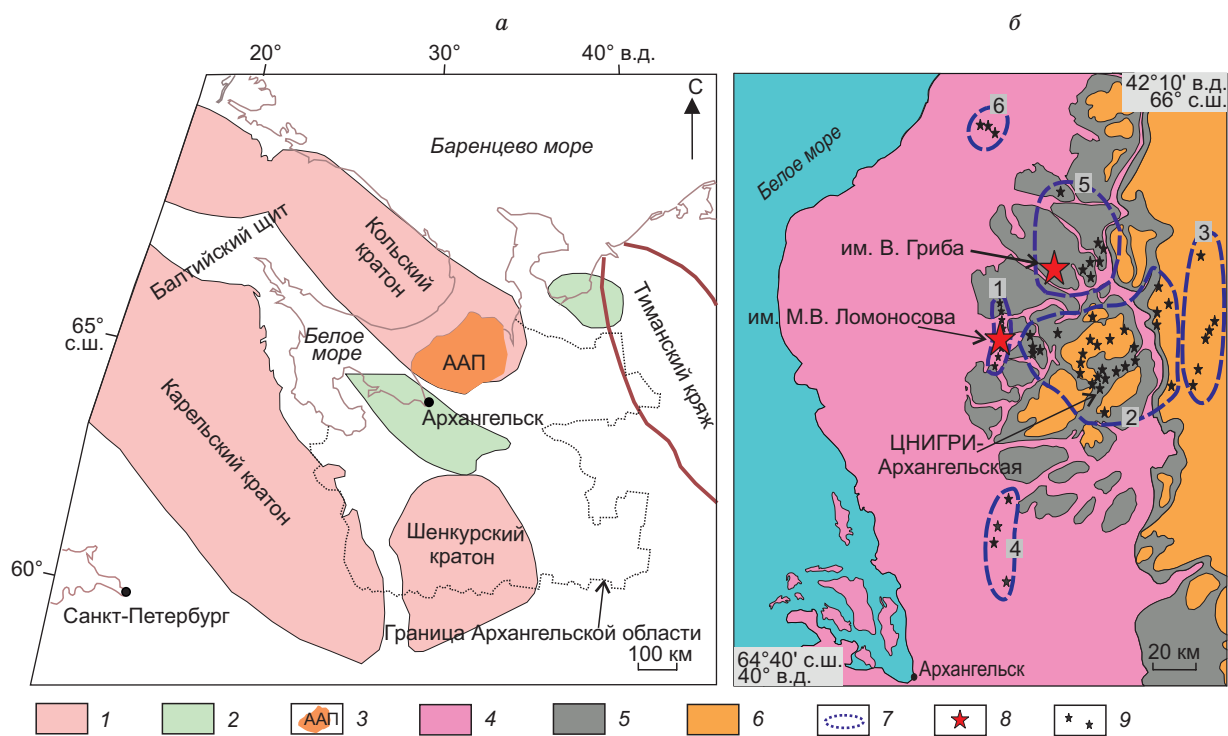 а
20°
30°
40° в.д.
С
Баренцево море
Балтийский щит
Кольский
кратон
Тиманский кряж
65°
с.ш.
Белое
море
ААП
Архангельск
Карельский кратон
Шенкурский
кратон
60°
Санкт-Петербург
Граница Архангельской области
100 км
б
42°10' в.д.
66° с.ш.
Белое море
6
5
3
им. В. Гриба
1
им. М.В. Ломоносова
2
ЦНИГРИ-
Архангельская
4
64°40' с.ш.
40° в.д.
Архангельск
20 км
1
2
ААП
3
4
5
6
7
8
9